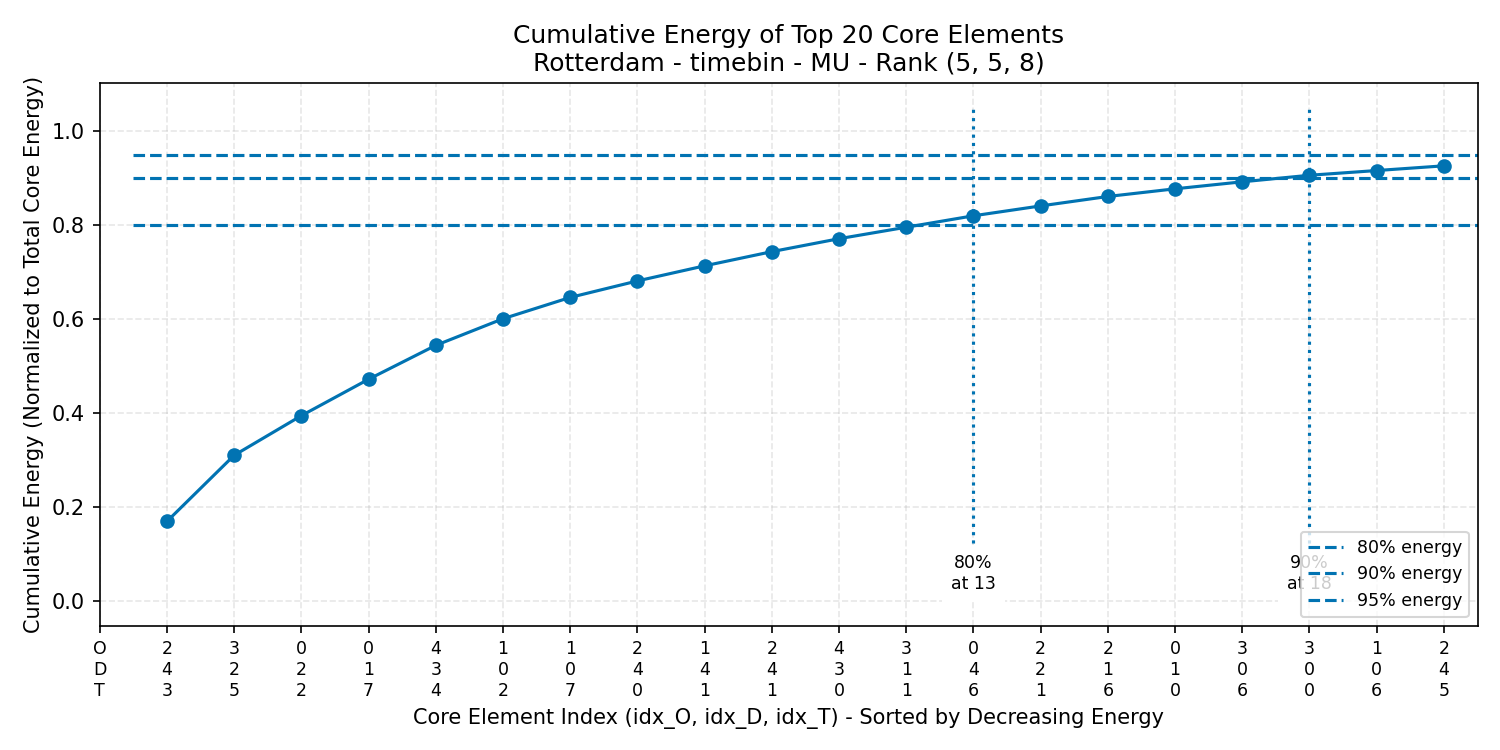 Cumulative Energy of Top 20 Core Elements
Rotterdam - timebin - MU - Rank (5, 5, 8)
Cumulative Energy (Normalized to Total Core Energy)
1.0
0.8
0.6
0.4
0.2
0.0
80%
at 13
90%
at 18
80% energy
90% energy
95% energy
O 2 3 0 0 4 1 1 2 1 2 4 3 0 2 2 0 3 3 1 2
D 4 2 2 1 3 0 0 4 4 4 3 1 4 2 1 1 0 0 0 4
T 3 5 2 7 4 2 7 0 1 1 0 1 6 1 6 0 6 0 6 5
Core Element Index (idx_O, idx_D, idx_T) - Sorted by Decreasing Energy